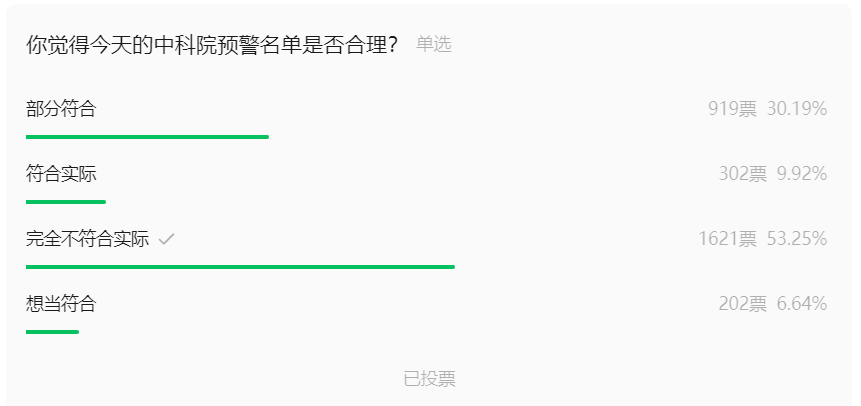 你觉得今天的中科院预警名单是否合理？ 单选
部分符合 919票 30.19%
符合实际 302票 9.92%
完全不符合实际 1621票 53.25%
想当符合 202票 6.64%
已投票